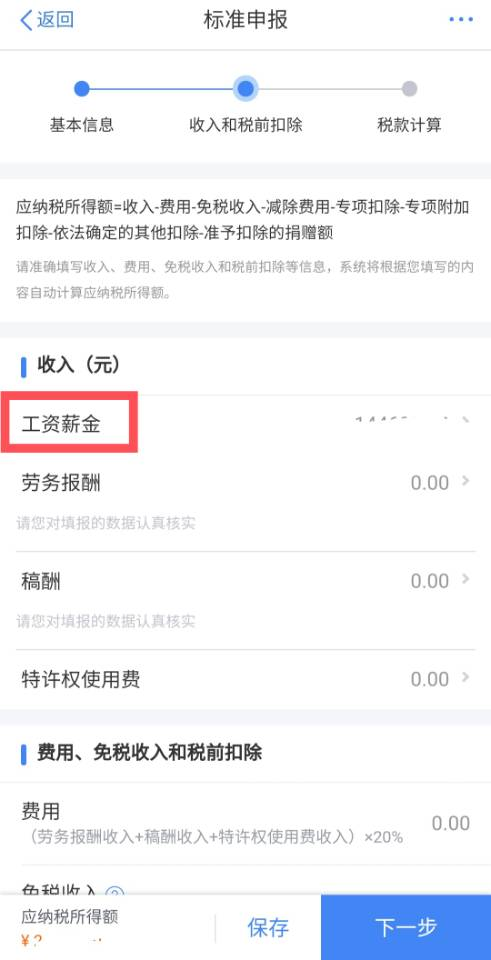 返回
标准申报
基本信息
收入和税前扣除
税款计算
应纳税所得额=收入-费用-免税收入-减除费用-专项扣除-专项附加
扣除-依法确定的其他扣除-准予扣除的捐赠额
请准确填写收入、费用、免税收入和税前扣除等信息，系统将根据您填写的内
容自动计算应纳税所得额。
收入（元）
工资薪金
劳务报酬 0.00
请您对填报的数据认真核实
稿酬 0.00
请您对填报的数据认真核实
特许权使用费 0.00
费用、免税收入和税前扣除
费用 0.00
（劳务报酬收入+稿酬收入+特许权使用费收入）×20%
免税收入
应纳税所得额
¥
保存
下一步